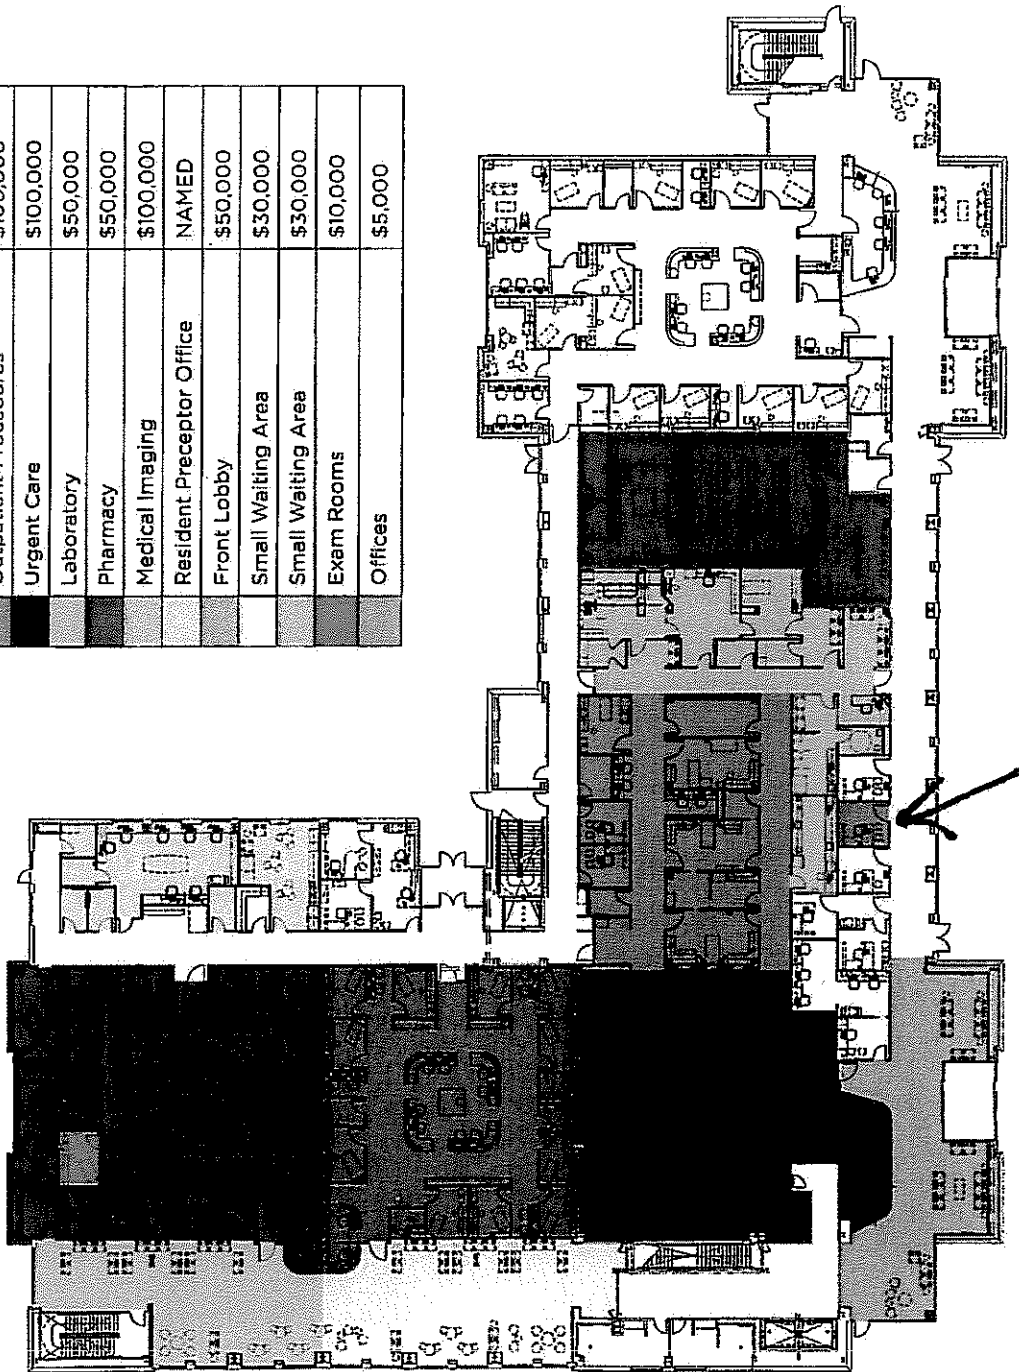 Urgent Care $100,000
Laboratory $50,000
Pharmacy $50,000
Medical Imaging $100,000
Resident Preceptor Office NAMED
Front Lobby $50,000
Small Waiting Area $30,000
Small Waiting Area $30,000
Exam Rooms $10,000
Offices $5,000